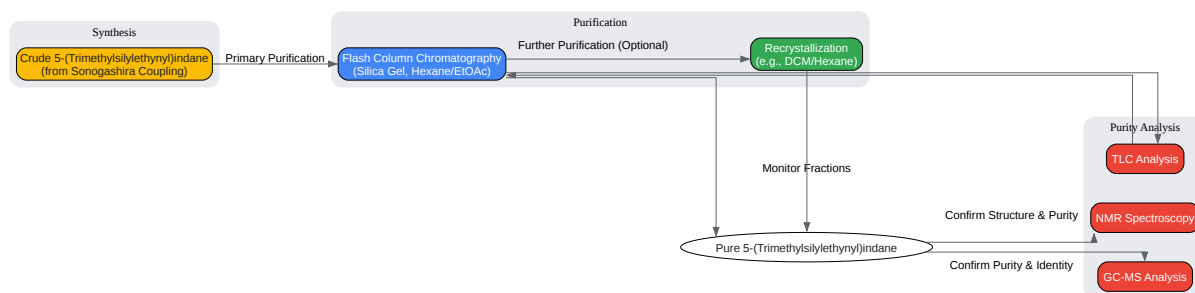 Synthesis
Crude 5-(Trimethylsilylethynyl)indane
(from Sonogashira Coupling)
Primary Purification
Purification
Flash Column Chromatography
(Silica Gel, Hexane/EtOAc)
Further Purification (Optional)
Recrystallization
(e.g., DCM/Hexane)
Monitor Fractions
Purity Analysis
TLC Analysis
NMR Spectroscopy
GC-MS Analysis
Pure 5-(Trimethylsilylethynyl)indane
Confirm Structure & Purity
Confirm Purity & Identity